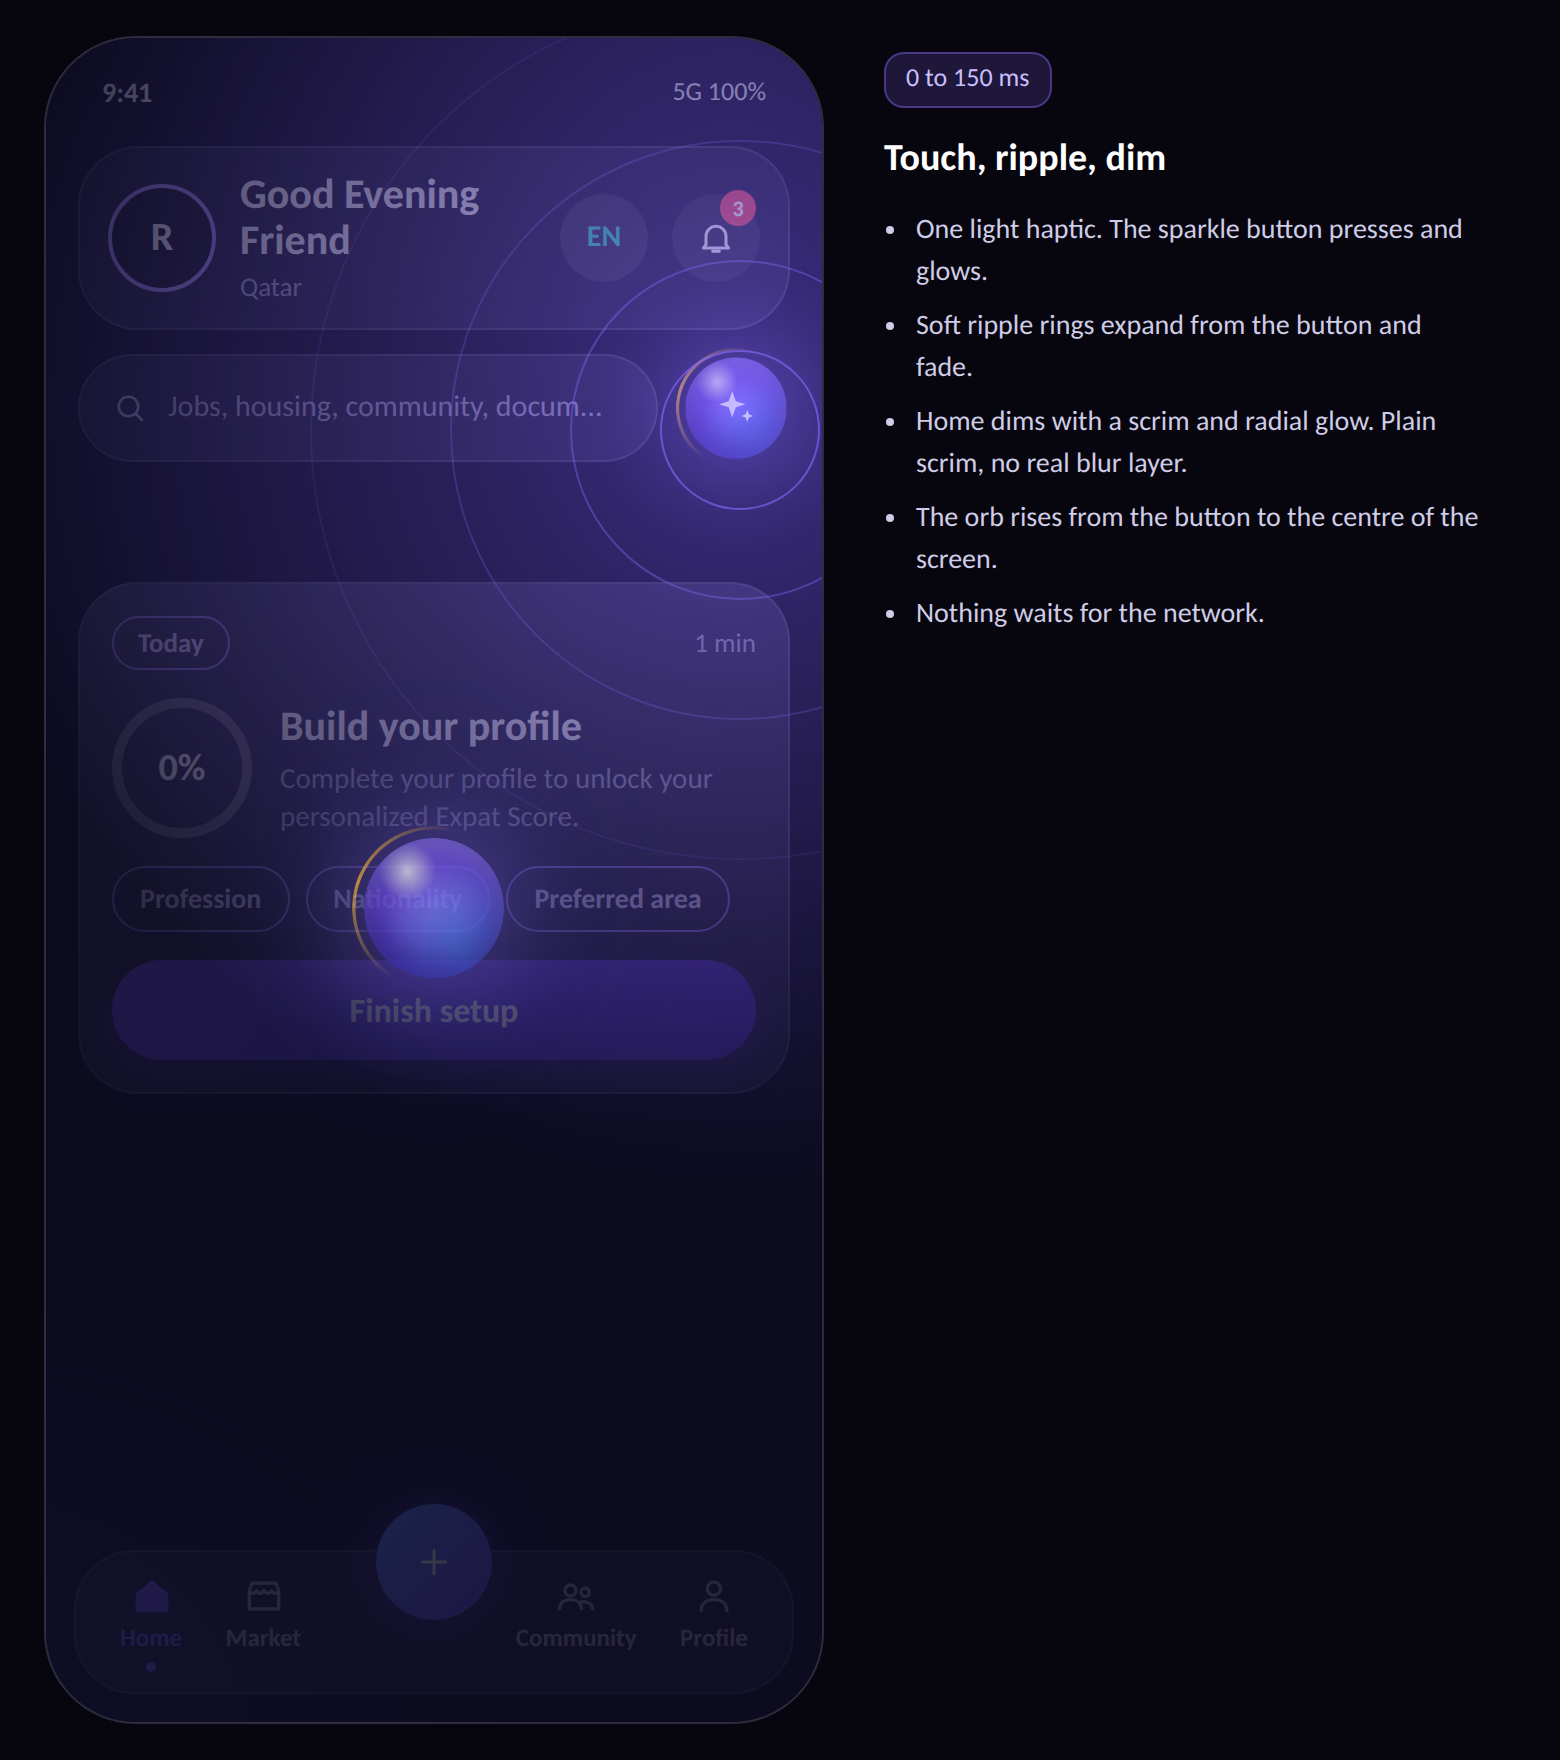 9:41
5G 100%
R
Good Evening
Friend
Qatar
EN
3
Jobs, housing, community, docum...
Today
1 min
0%
Build your profile
Complete your profile to unlock your
personalized Expat Score.
Profession
Nationality
Preferred area
Finish setup
Home
Market
Community
Profile
0 to 150 ms
Touch, ripple, dim
• One light haptic. The sparkle button presses and
glows.
• Soft ripple rings expand from the button and
fade.
• Home dims with a scrim and radial glow. Plain
scrim, no real blur layer.
• The orb rises from the button to the centre of the
screen.
• Nothing waits for the network.